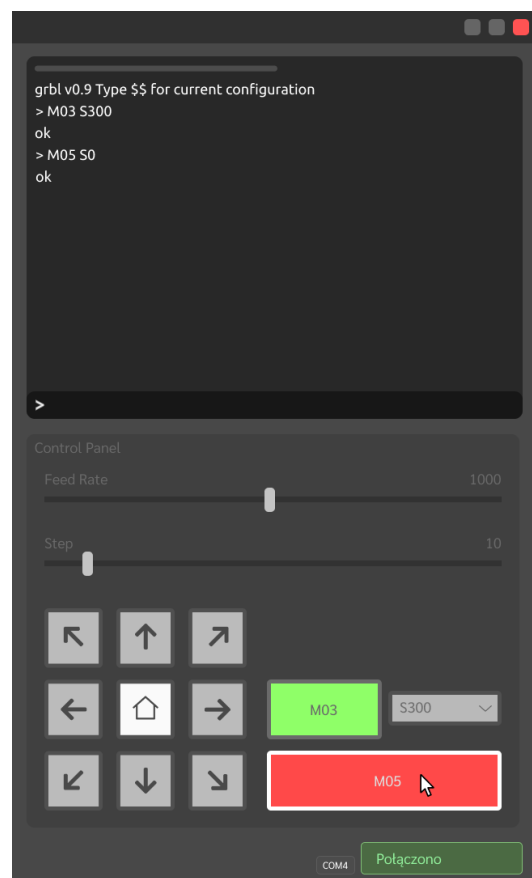 grbl v0.9 Type $$ for current configuration
> M03 S300
ok
> M05 S0
ok
>
Control Panel
Feed Rate 1000
Step 10
M03 S300
M05
COM4 Połączono